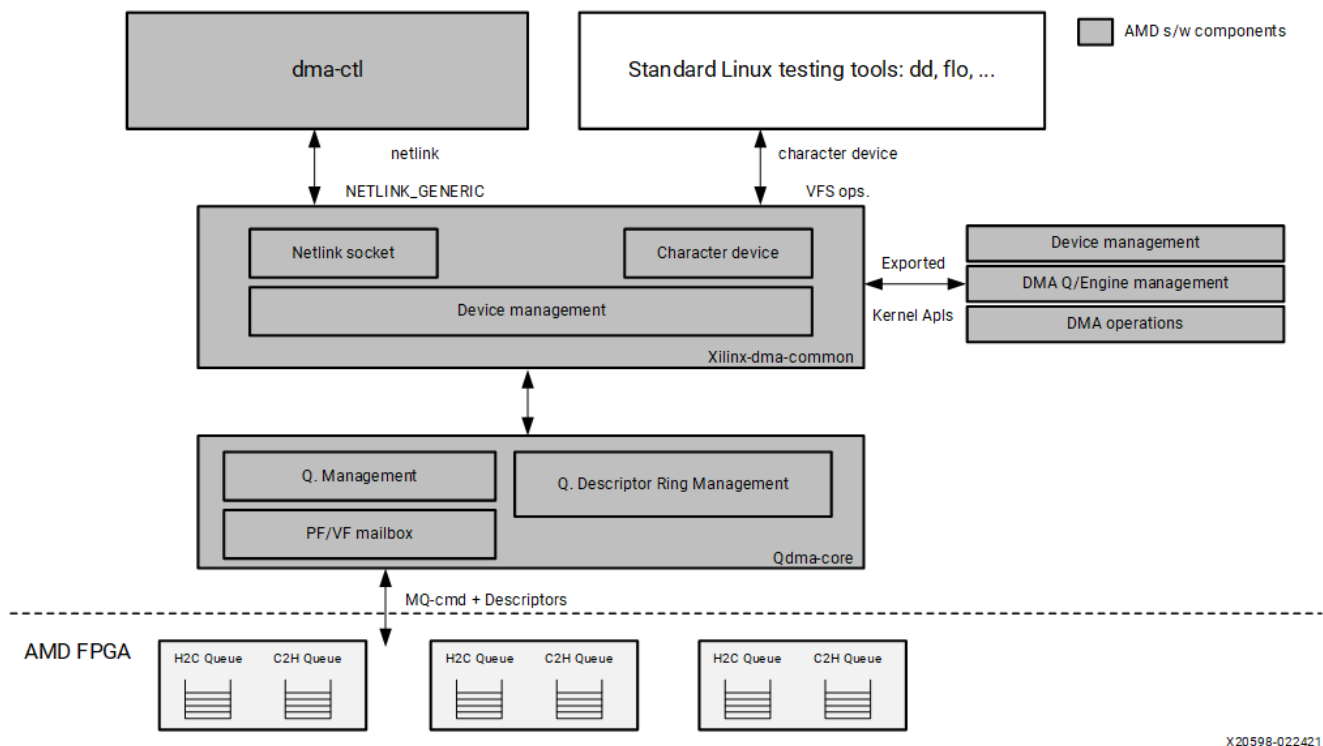 dma-ctl
Standard Linux testing tools: dd, flo, ...
AMD s/w components
netlink
character device
NETLINK_GENERIC
VFS ops.
Netlink socket
Character device
Device management
Xilinx-dma-common
Exported
Kernel Apls
Device management
DMA Q/Engine management
DMA operations
Q. Management
Q. Descriptor Ring Management
PF/VF mailbox
Qdma-core
MQ-cmd + Descriptors
AMD FPGA
H2C Queue
C2H Queue
H2C Queue
C2H Queue
H2C Queue
C2H Queue
X20598-022421